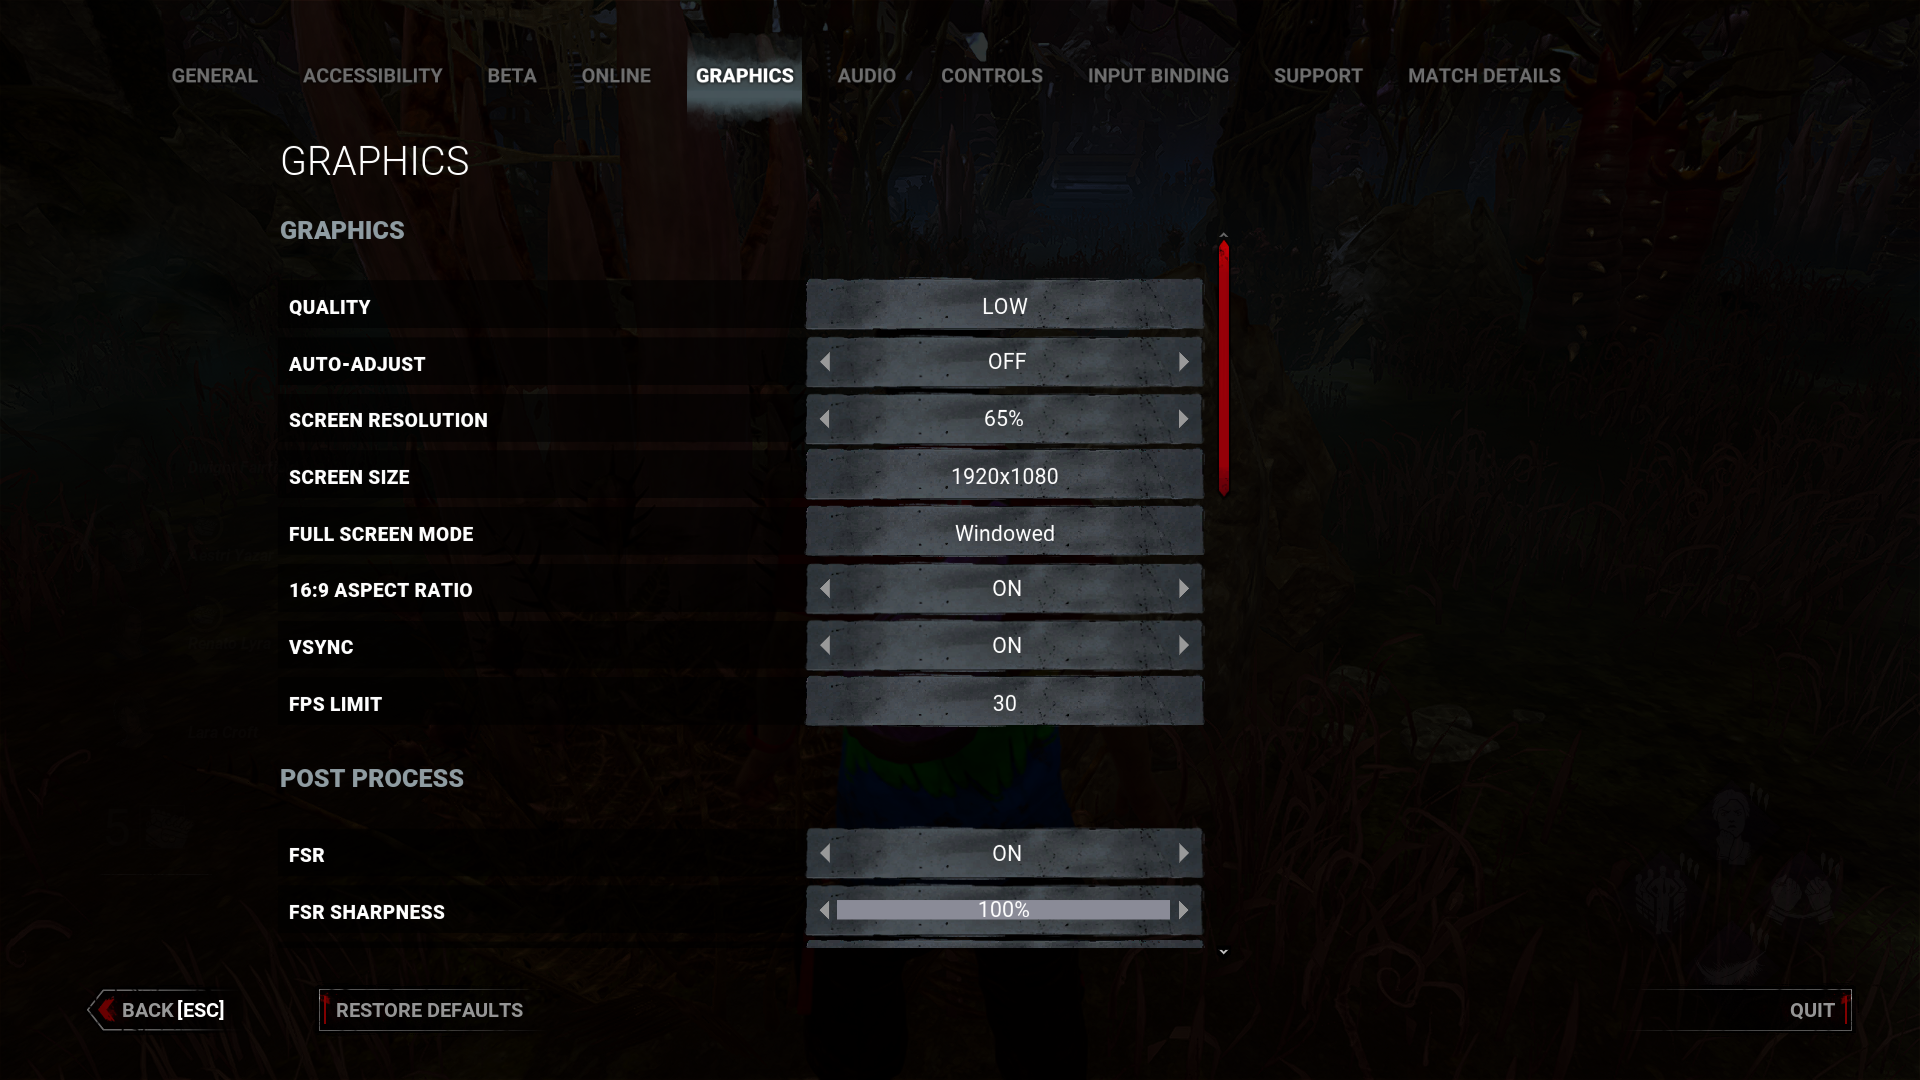 GENERAL ACCESSIBILITY BETA ONLINE GRAPHICS AUDIO CONTROLS INPUT BINDING SUPPORT MATCH DETAILS
GRAPHICS
GRAPHICS
QUALITY LOW
AUTO-ADJUST OFF
SCREEN RESOLUTION 65%
SCREEN SIZE 1920x1080
FULL SCREEN MODE Windowed
16:9 ASPECT RATIO ON
VSYNC ON
FPS LIMIT 30
POST PROCESS
FSR ON
FSR SHARPNESS 100%
BACK [ESC] RESTORE DEFAULTS QUIT